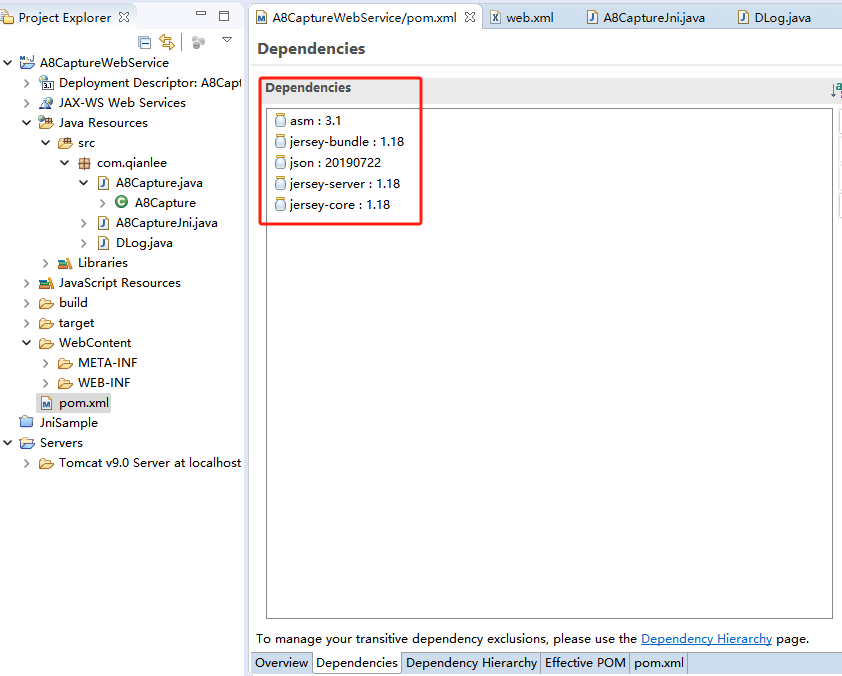 Project Explorer
A8CaptureWebService
Deployment Descriptor: A8Capt
JAX-WS Web Services
Java Resources
src
com.qianlee
A8Capture.java
A8Capture
A8CaptureJni.java
DLog.java
Libraries
JavaScript Resources
build
target
WebContent
META-INF
WEB-INF
pom.xml
JniSample
Servers
Tomcat v9.0 Server at localhost
A8CaptureWebService/pom.xml
web.xml
A8CaptureJni.java
DLog.java
Dependencies
Dependencies
asm : 3.1
jersey-bundle : 1.18
json : 20190722
jersey-server : 1.18
jersey-core : 1.18
To manage your transitive dependency exclusions, please use the Dependency Hierarchy page.
Overview Dependencies Dependency Hierarchy Effective POM pom.xml